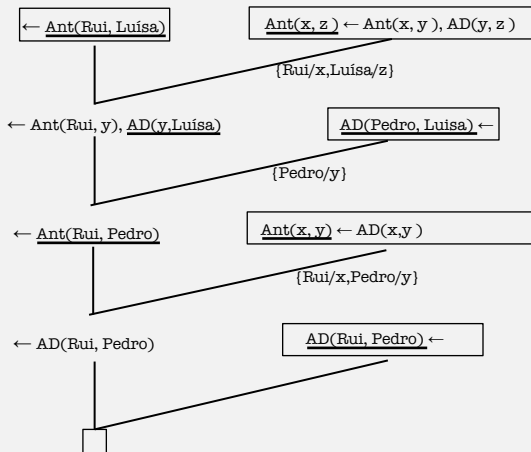 ← Ant(Rui, Luísa)
Ant(x, z) ← Ant(x, y), AD(y, z)
{Rui/x,Luísa/z}
← Ant(Rui, y), AD(y,Luísa)
AD(Pedro, Luisa) ←
{Pedro/y}
← Ant(Rui, Pedro)
Ant(x, y) ← AD(x,y)
{Rui/x,Pedro/y}
← AD(Rui, Pedro)
AD(Rui, Pedro) ←